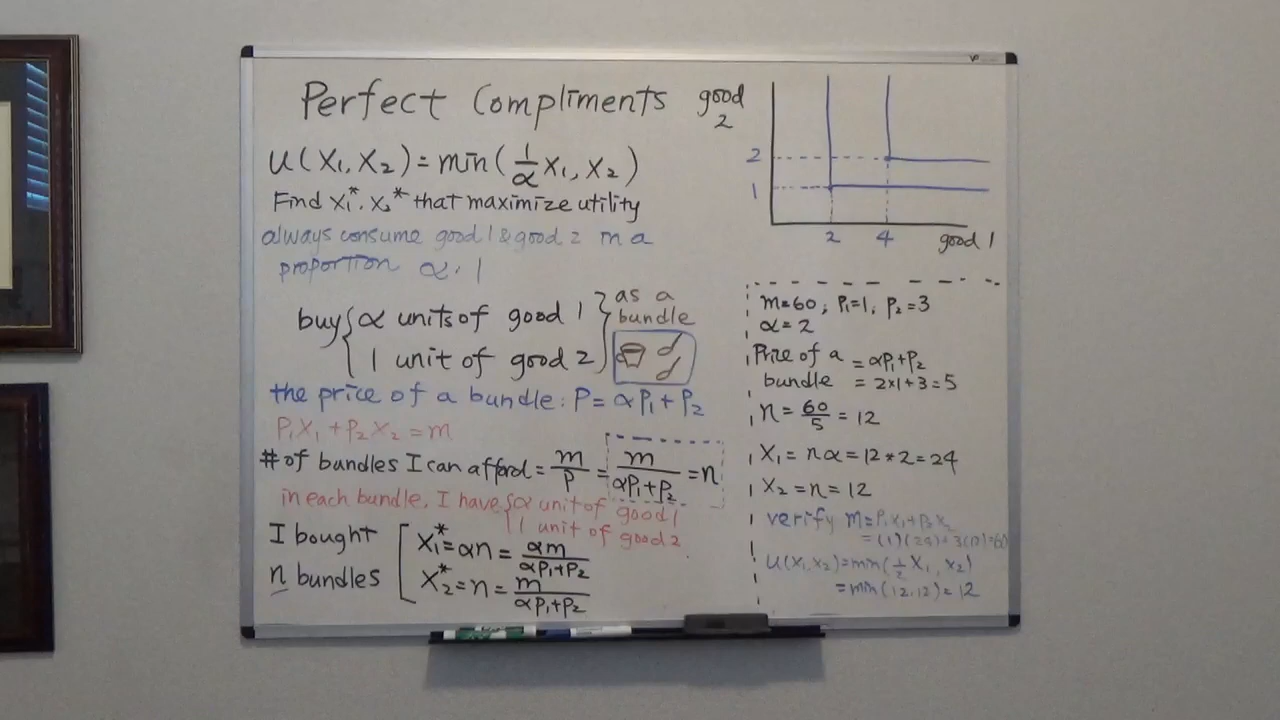 Perfect Compliments
u(x₁, x₂) = min(1/α x₁, x₂)
Find x₁*, x₂* that maximize utility
always consume good 1 & good 2 in a
proportion α : 1
buy { α units of good 1
1 unit of good 2 } as a
bundle
the price of a bundle: P = αP₁ + P₂
P₁X₁ + P₂X₂ = m
# of bundles I can afford = m/P = m/(αP₁+P₂) = n
in each bundle, I have { α unit of good 1
1 unit of good 2
I bought
n bundles
[ X₁* = αn = αm/(αP₁+P₂)
X₂* = n = m/(αP₁+P₂)
good
2
2
1
2 4 good 1
m=60, P₁=1, P₂=3
α=2
Price of a = αP₁+P₂
bundle = 2×1+3=5
n = 60/5 = 12
X₁ = nα = 12*2 = 24
X₂ = n = 12
verify m = P₁X₁+P₂X₂
= (1)(24)+3(12)=60
u(x₁,x₂)=min(½X₁, X₂)
= min(12,12) = 12